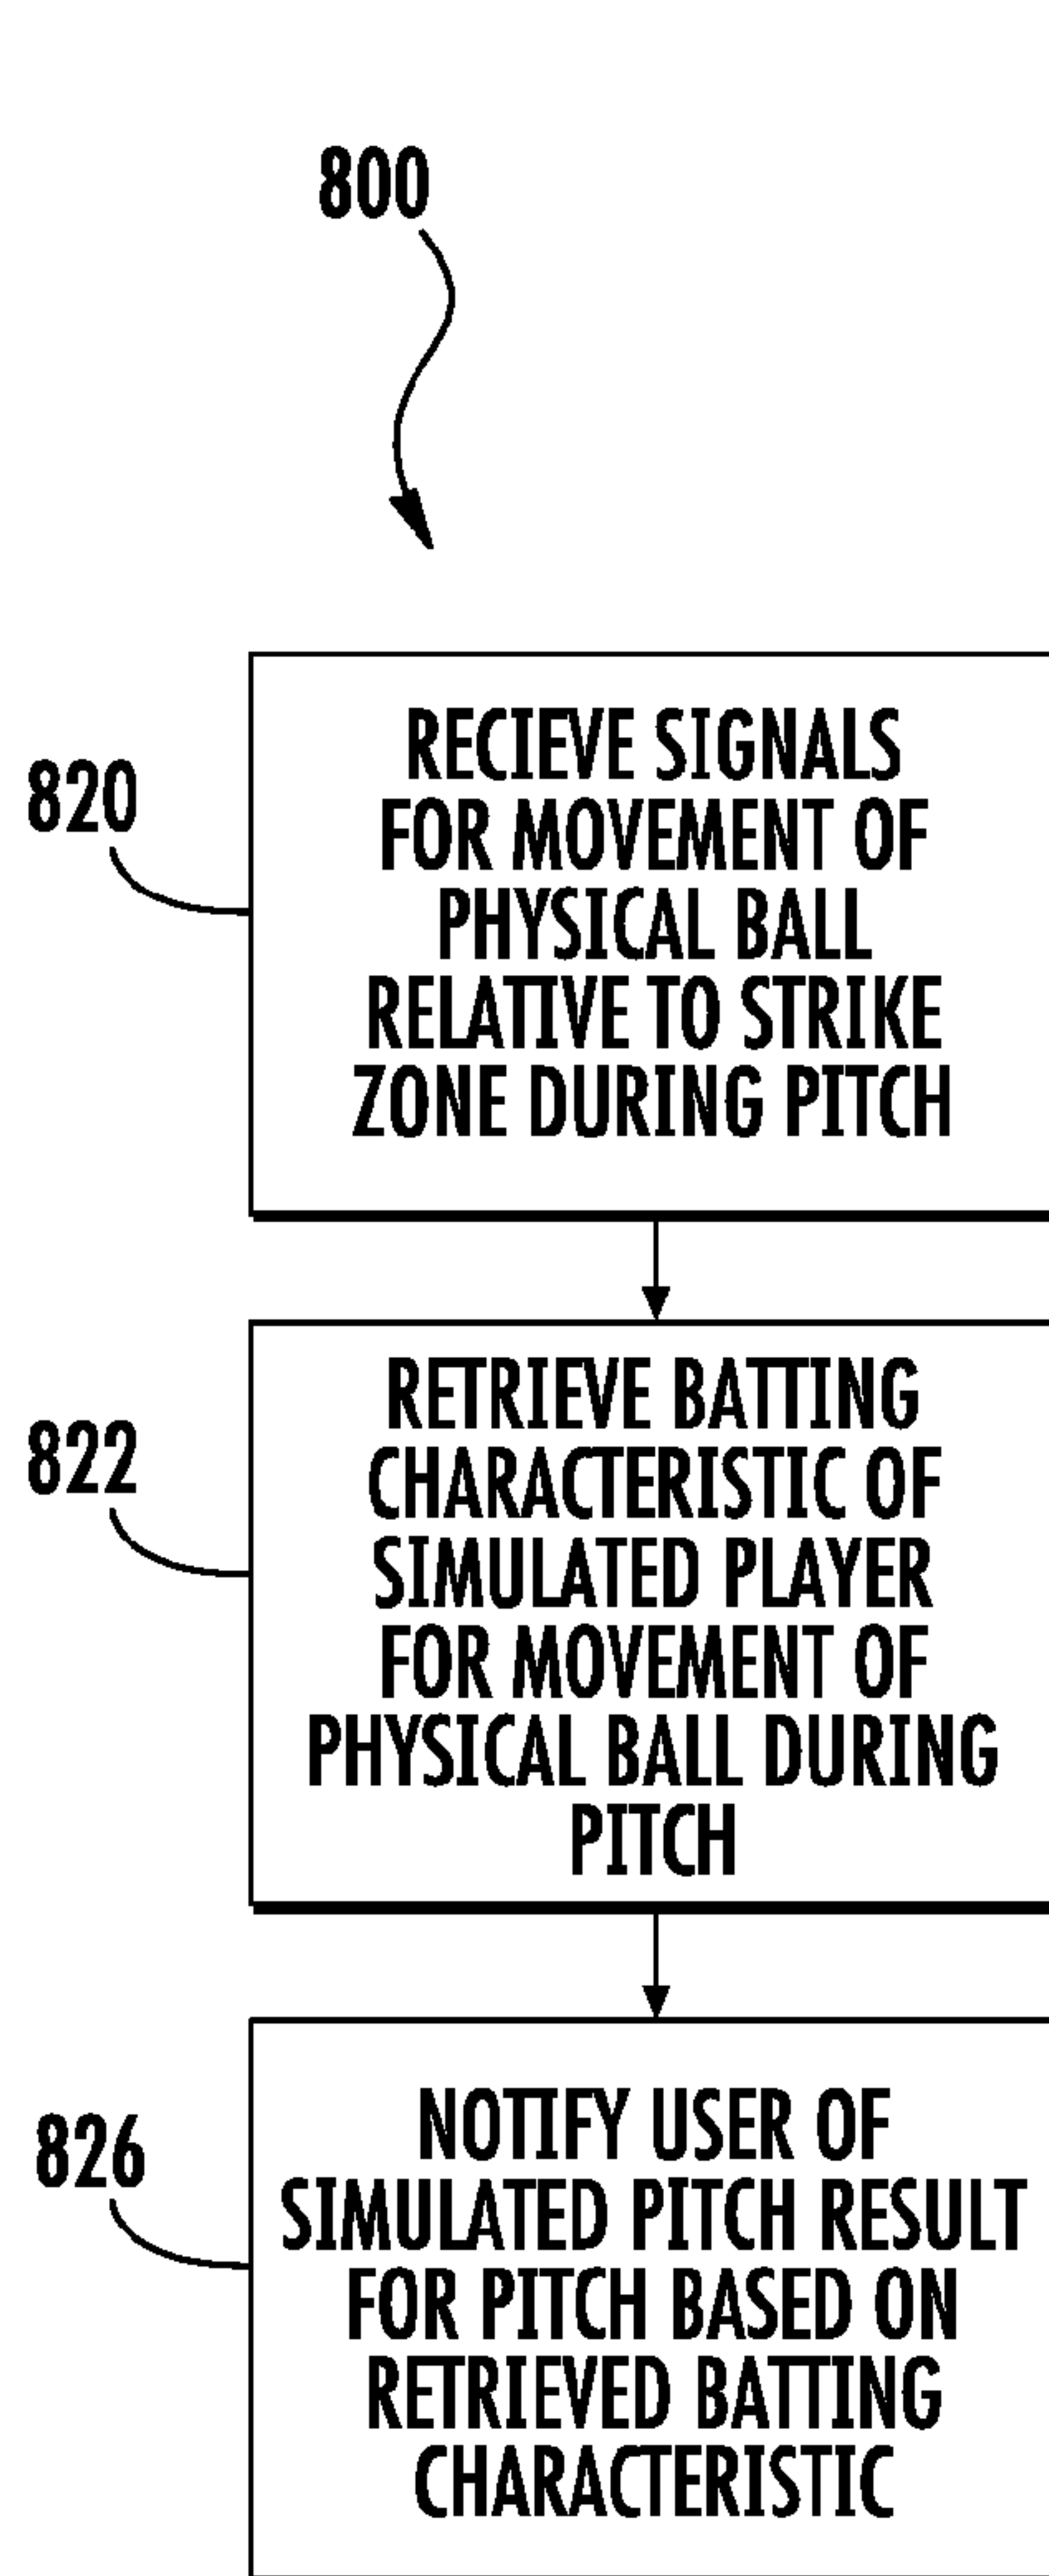 800
820
RECIEVE SIGNALS
FOR MOVEMENT OF
PHYSICAL BALL
RELATIVE TO STRIKE
ZONE DURING PITCH
822
RETRIEVE BATTING
CHARACTERISTIC OF
SIMULATED PLAYER
FOR MOVEMENT OF
PHYSICAL BALL DURING
PITCH
826
NOTIFY USER OF
SIMULATED PITCH RESULT
FOR PITCH BASED ON
RETRIEVED BATTING
CHARACTERISTIC